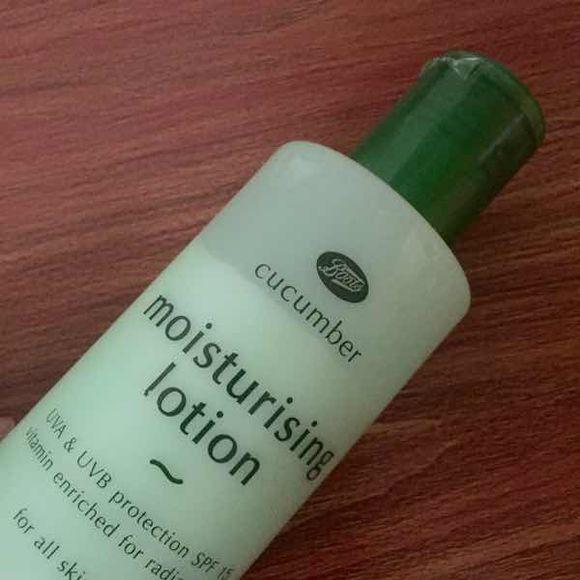 Boots
cucumber
moisturising
lotion
~
UVA & UVB protection SPF 15
vitamin enriched for
for all